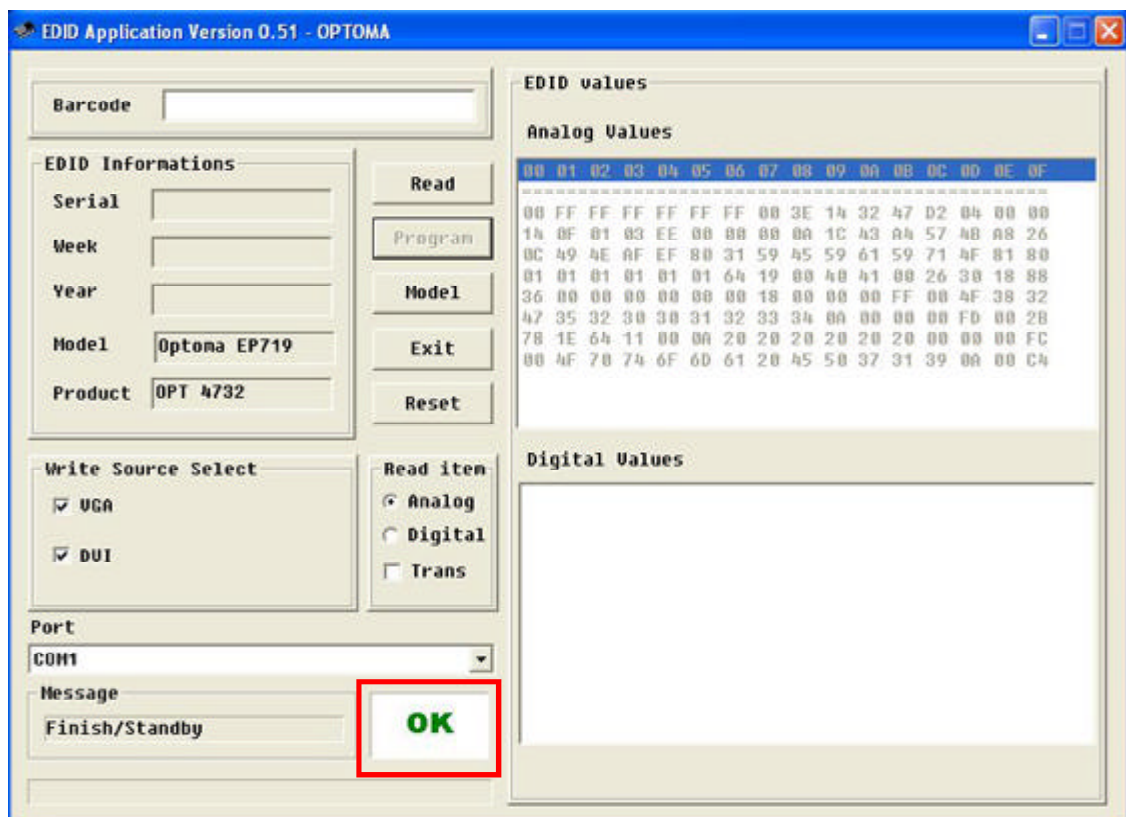 EDID Application Version 0.51 - OPTOMA
Barcode
EDID Informations
Serial
Week
Year
Model Optoma EP719
Product OPT 4732
Read
Program
Model
Exit
Reset
Write Source Select
VGA
DVI
Read item
Analog
Digital
Trans
Port
COM1
Message
Finish/Standby
OK
EDID values
Analog Values
00 01 02 03 04 05 06 07 08 09 0A 0B 0C 0D 0E 0F
===============================================
00 FF FF FF FF FF FF 00 3E 14 32 47 D2 04 00 00
14 0F 01 03 EE 00 00 00 0A 1C 43 A4 57 4B A8 26
0C 49 4E AF EF 80 31 59 45 59 61 59 71 4F 81 80
01 01 01 01 01 01 64 19 00 40 41 00 26 30 18 88
36 00 00 00 00 00 00 18 00 00 00 FF 00 4F 38 32
47 35 32 30 30 31 32 33 34 0A 00 00 00 FD 00 2B
78 1E 64 11 00 0A 20 20 20 20 20 20 00 00 00 FC
00 4F 70 74 6F 6D 61 20 45 50 37 31 39 0A 00 C4
Digital Values